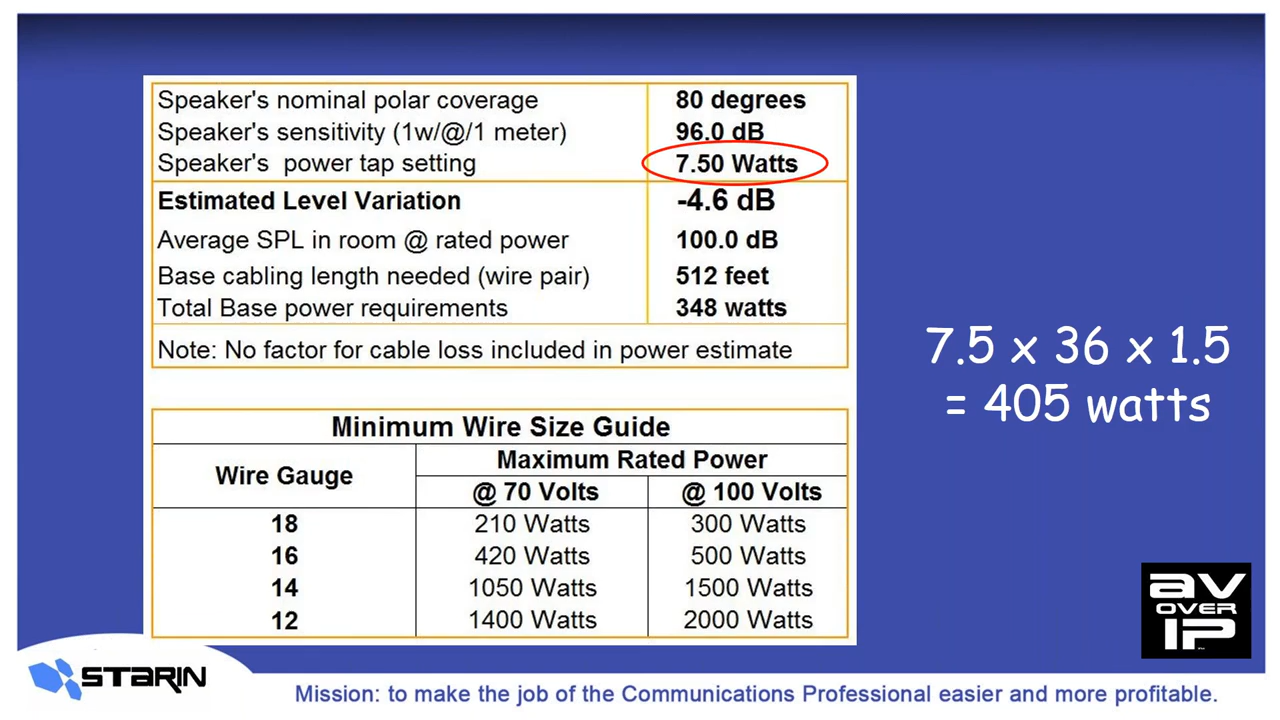 Speaker's nominal polar coverage 80 degrees
Speaker's sensitivity (1w/@/1 meter) 96.0 dB
Speaker's power tap setting 7.50 Watts
Estimated Level Variation -4.6 dB
Average SPL in room @ rated power 100.0 dB
Base cabling length needed (wire pair) 512 feet
Total Base power requirements 348 watts
Note: No factor for cable loss included in power estimate
7.5 x 36 x 1.5
= 405 watts
Minimum Wire Size Guide
Wire Gauge Maximum Rated Power
@ 70 Volts @ 100 Volts
18 210 Watts 300 Watts
16 420 Watts 500 Watts
14 1050 Watts 1500 Watts
12 1400 Watts 2000 Watts
av
OVER
IP
STARIN
Mission: to make the job of the Communications Professional easier and more profitable.